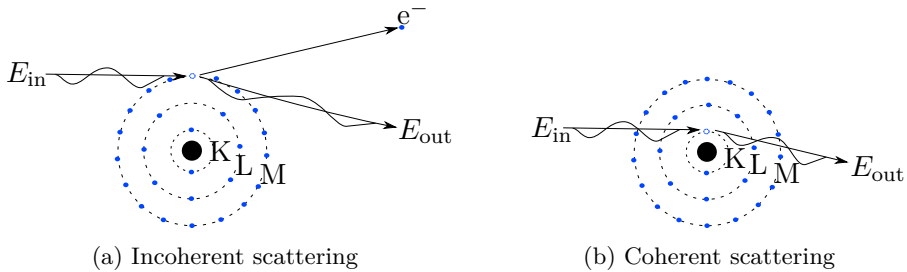 e⁻
E_in
E_out
K
L
M
(a) Incoherent scattering
E_in
E_out
K
L
M
(b) Coherent scattering